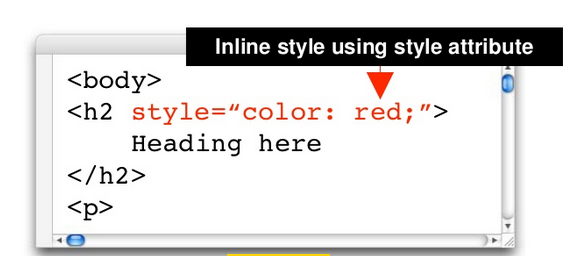 Inline style using style attribute
<body>
<h2 style=“color: red;”>
Heading here
</h2>
<p>